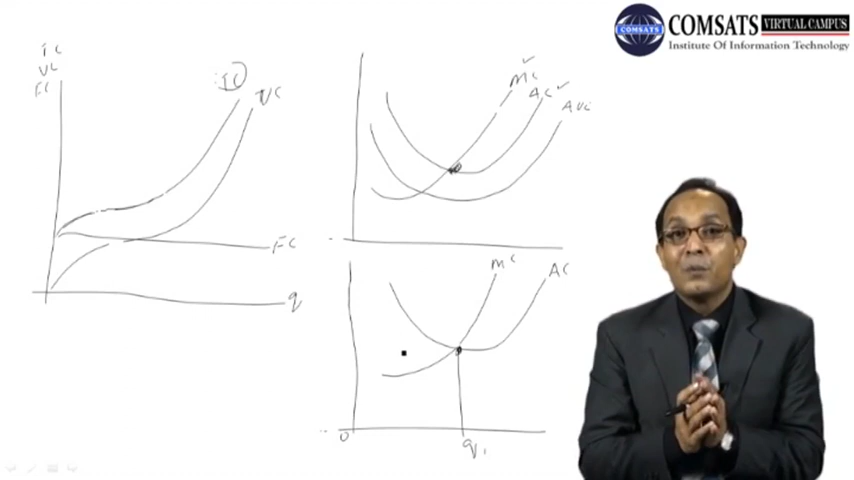 COMSATS VIRTUAL CAMPUS
COMSATS
Institute Of Information Technology
TC
VC
FC
TC
VC
FC
q
MC
AC
AVC
MC
AC
0
q₁